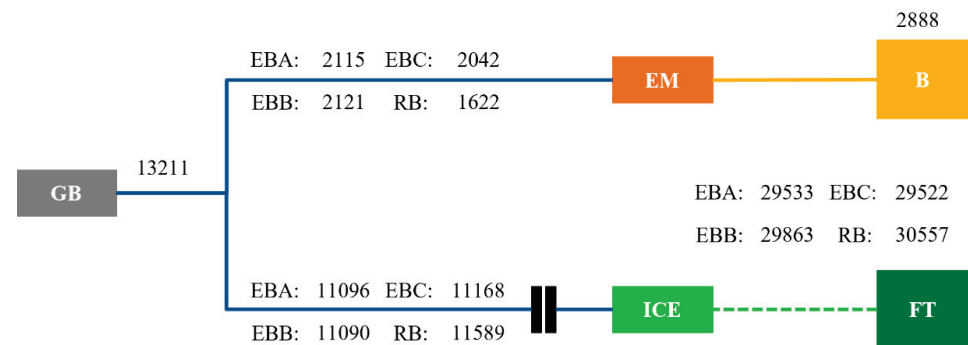 2888
EBA: 2115 EBC: 2042
EM
B
EBB: 2121 RB: 1622
13211
GB
EBA: 29533 EBC: 29522
EBB: 29863 RB: 30557
EBA: 11096 EBC: 11168
ICE
FT
EBB: 11090 RB: 11589